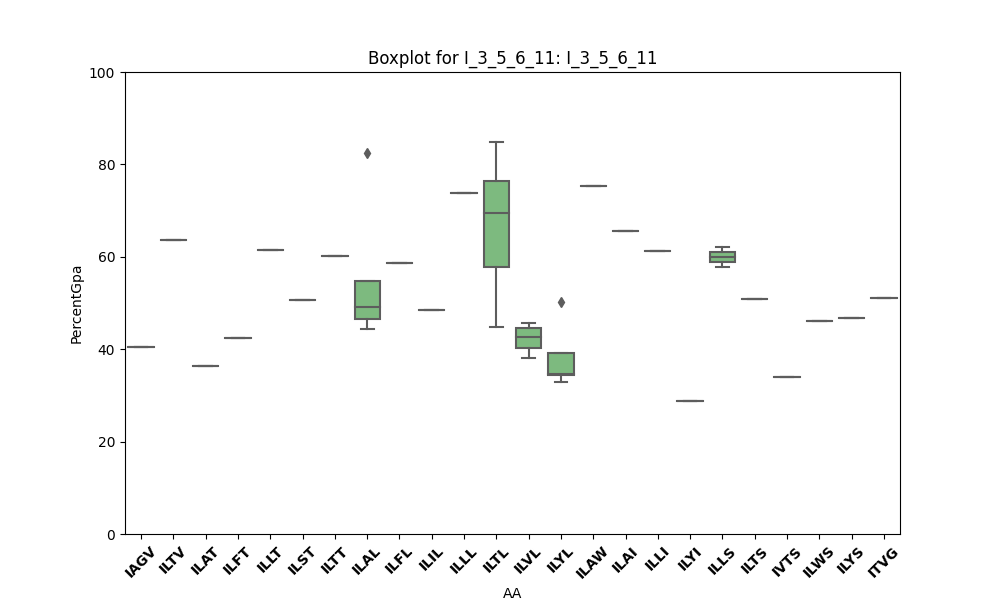 Boxplot for I_3_5_6_11: I_3_5_6_11
100
80
60
40
20
0
PercentGpa
IAGV ILTV ILAT ILFT ILLT ILST ILTT ILAL ILFL ILIL ILLL ILTL ILVL ILYL ILAW ILAI ILLI ILYI ILLS ILTS IVTS ILWS ILYS ITVG
AA